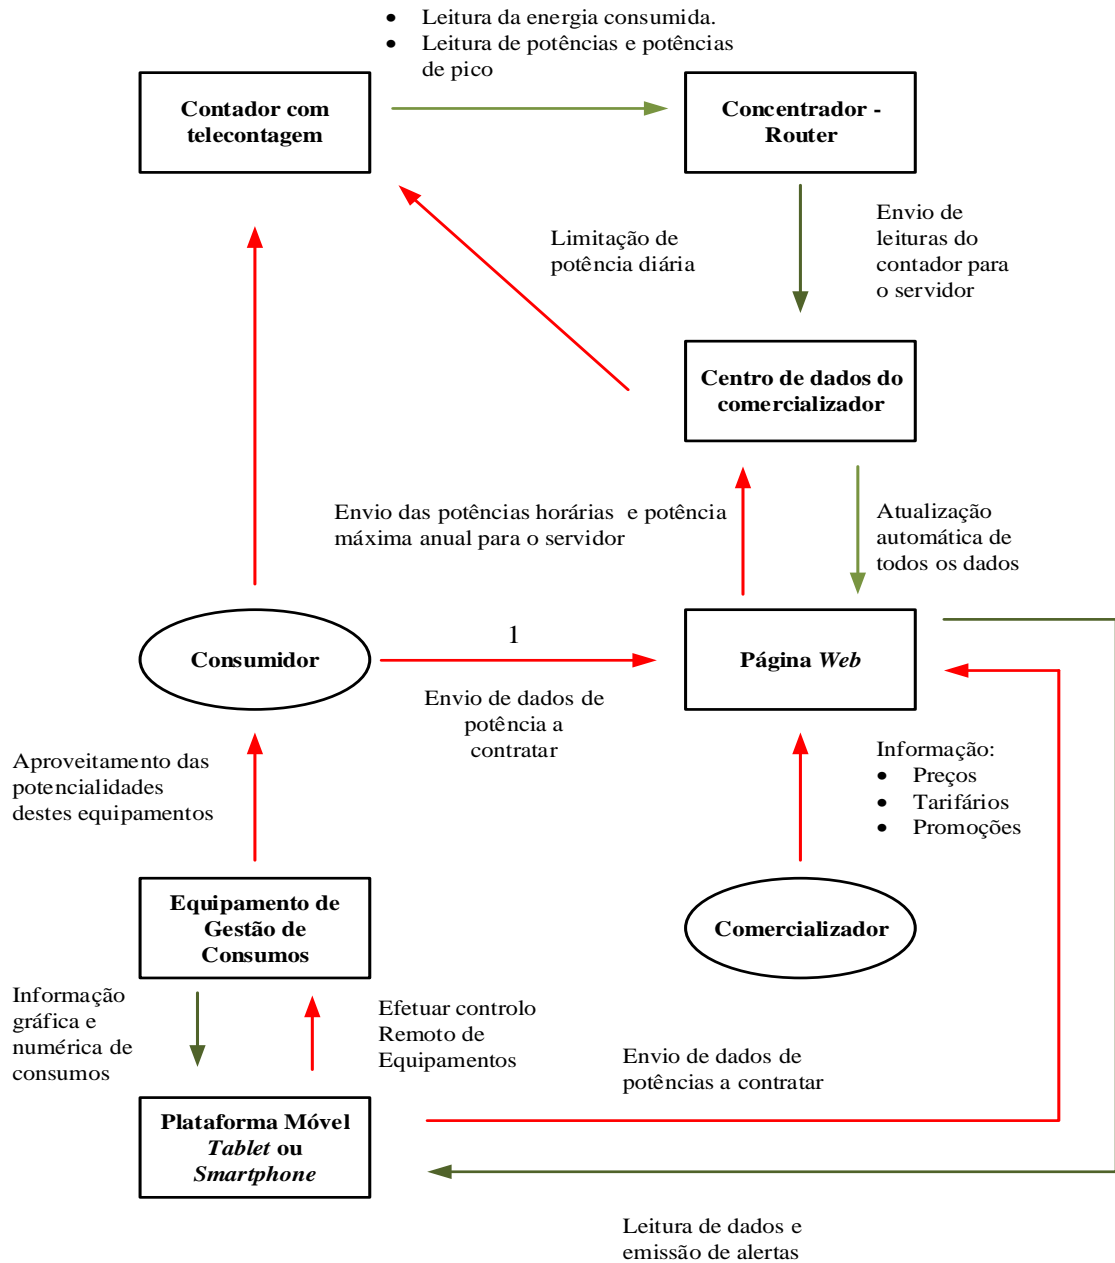 • Leitura da energia consumida.
• Leitura de potências e potências
de pico
Contador com
telecontagem
Concentrador -
Router
Limitação de
potência diária
Envio de
leituras do
contador para
o servidor
Centro de dados do
comercializador
Envio das potências horárias e potência
máxima anual para o servidor
Atualização
automática de
todos os dados
Consumidor
1
Envio de dados de
potência a
contratar
Página Web
Aproveitamento das
potencialidades
destes equipamentos
Informação:
• Preços
• Tarifários
• Promoções
Equipamento de
Gestão de
Consumos
Comercializador
Informação
gráfica e
numérica de
consumos
Efetuar controlo
Remoto de
Equipamentos
Envio de dados de
potências a contratar
Plataforma Móvel
Tablet ou
Smartphone
Leitura de dados e
emissão de alertas